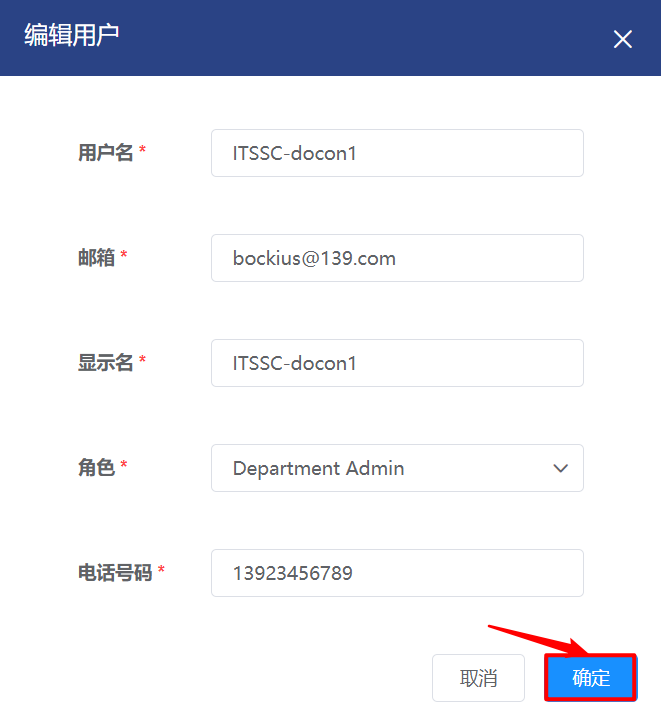 编辑用户
用户名 * ITSSC-docon1
邮箱 * bockius@139.com
显示名 * ITSSC-docon1
角色 * Department Admin
电话号码 * 13923456789
取消 确定